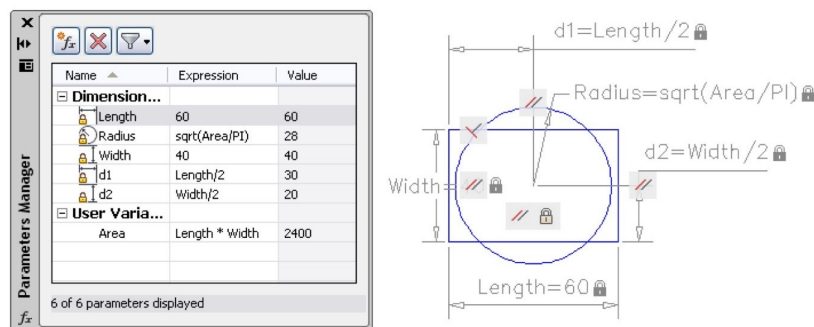 Parameters Manager
Name Expression Value
Dimension...
Length 60 60
Radius sqrt(Area/PI) 28
Width 40 40
d1 Length/2 30
d2 Width/2 20
User Varia...
Area Length * Width 2400
6 of 6 parameters displayed
fx
d1=Length/2
Radius=sqrt(Area/PI)
d2=Width/2
Width=
Length=60